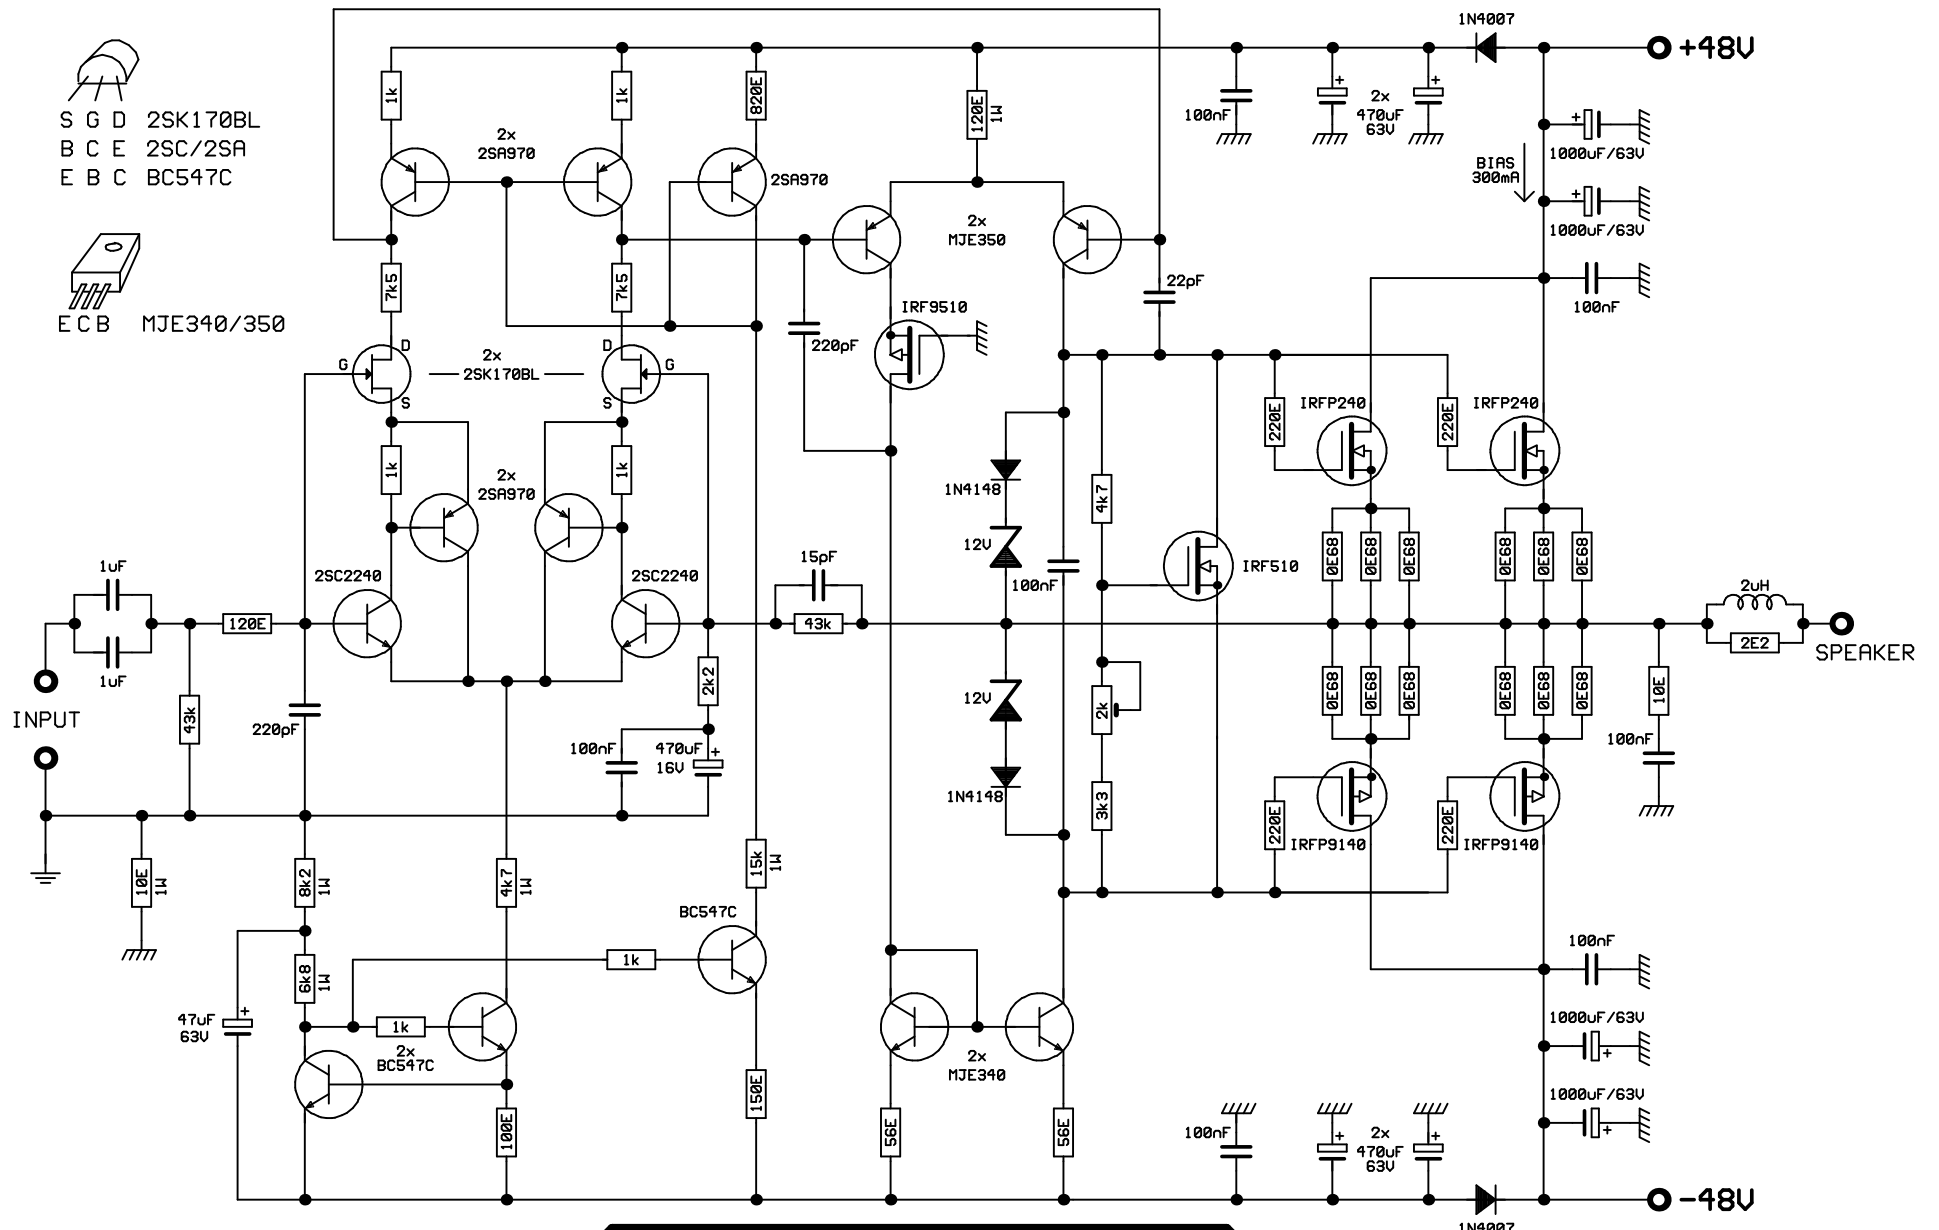 1N4007
+48V
1k
1k
820E
120E
1W
100nF
2x
470uF
63V
1000uF/63V
S G D 2SK170BL
B C E 2SC/2SA
E B C BC547C
2x
2SA970
2SA970
BIAS
300mA
1000uF/63V
2x
MJE350
E C B MJE340/350
7k5
7k5
22pF
100nF
IRF9510
220pF
D
G
S
2x
2SK170BL
D
G
S
220E
IRFP240
220E
IRFP240
1k
1k
2x
2SA970
1N4148
4k7
12V
0E68
0E68
0E68
0E68
0E68
0E68
15pF
1uF
2SC2240
2SC2240
100nF
IRF510
2uH
120E
43k
2E2
SPEAKER
1uF
INPUT
43k
220pF
2k2
12V
2k
0E68
0E68
0E68
0E68
0E68
0E68
10E
100nF
470uF
16V
100nF
1N4148
3k3
220E
IRFP9140
220E
IRFP9140
10E
1W
8k2
1W
4k7
1W
15k
1W
BC547C
1k
6k8
1W
100nF
47uF
63V
1k
2x
BC547C
1000uF/63V
2x
MJE340
150E
1000uF/63V
100E
56E
56E
100nF
2x
470uF
63V
-48V
1N4007